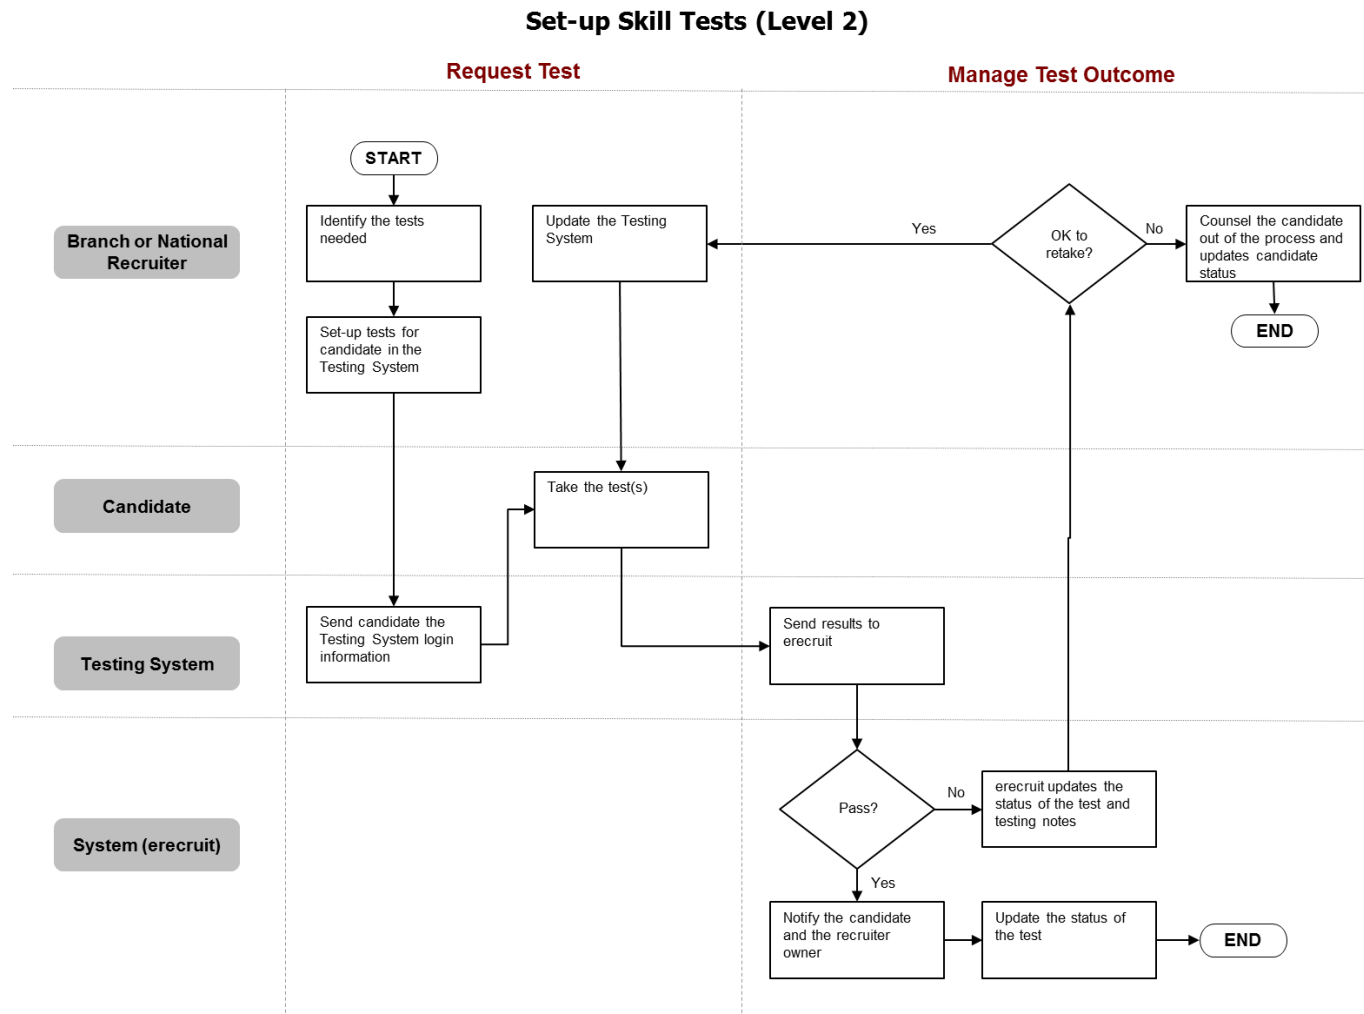 Set-up Skill Tests (Level 2)
Request Test
Manage Test Outcome
Branch or National
Recruiter
START
Identify the tests
needed
Set-up tests for
candidate in the
Testing System
Update the Testing
System
Yes
OK to
retake?
No
Counsel the candidate
out of the process and
updates candidate
status
END
Candidate
Take the test(s)
Testing System
Send candidate the
Testing System login
information
Send results to
erecruit
System (erecruit)
Pass?
No
erecruit updates the
status of the test and
testing notes
Yes
Notify the candidate
and the recruiter
owner
Update the status of
the test
END